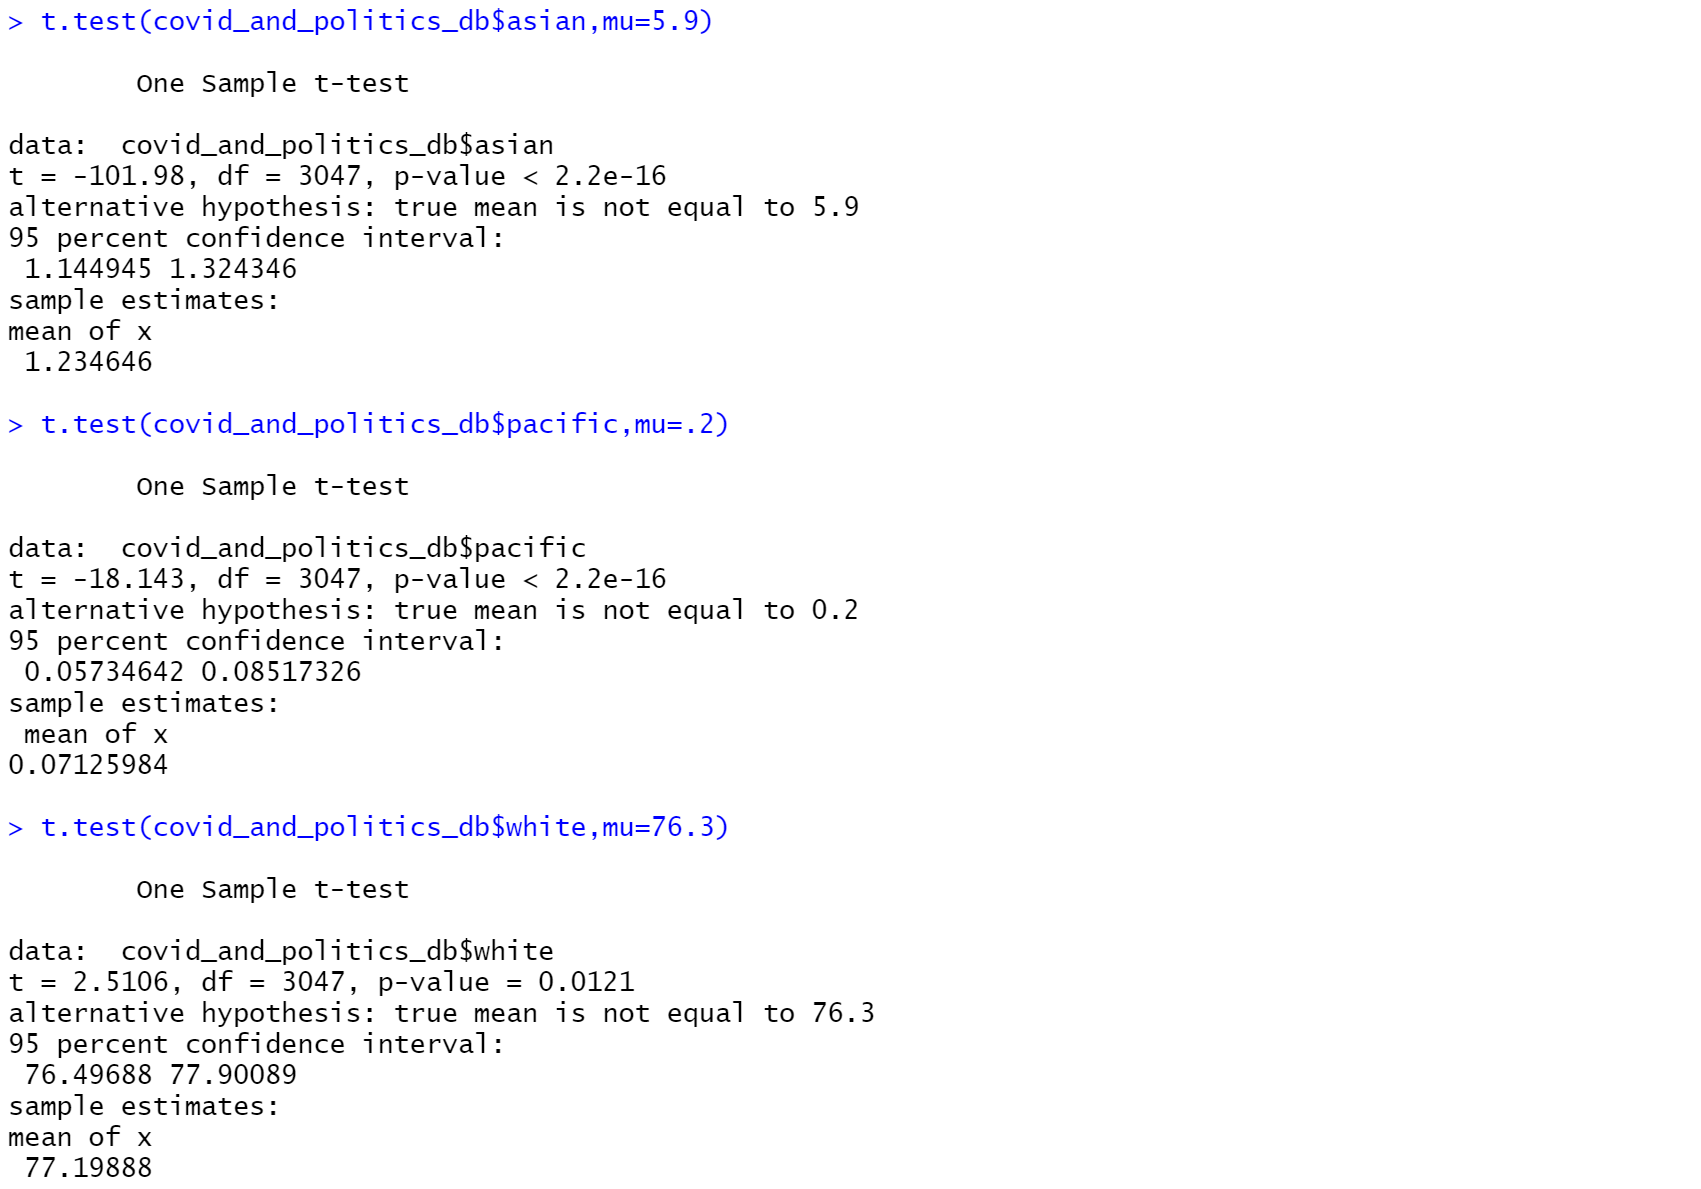 > t.test(covid_and_politics_db$asian,mu=5.9)
One Sample t-test
data:  covid_and_politics_db$asian
t = -101.98, df = 3047, p-value < 2.2e-16
alternative hypothesis: true mean is not equal to 5.9
95 percent confidence interval:
1.144945 1.324346
sample estimates:
mean of x
1.234646
> t.test(covid_and_politics_db$pacific,mu=.2)
One Sample t-test
data:  covid_and_politics_db$pacific
t = -18.143, df = 3047, p-value < 2.2e-16
alternative hypothesis: true mean is not equal to 0.2
95 percent confidence interval:
0.05734642 0.08517326
sample estimates:
mean of x
0.07125984
> t.test(covid_and_politics_db$white,mu=76.3)
One Sample t-test
data:  covid_and_politics_db$white
t = 2.5106, df = 3047, p-value = 0.0121
alternative hypothesis: true mean is not equal to 76.3
95 percent confidence interval:
76.49688 77.90089
sample estimates:
mean of x
77.19888